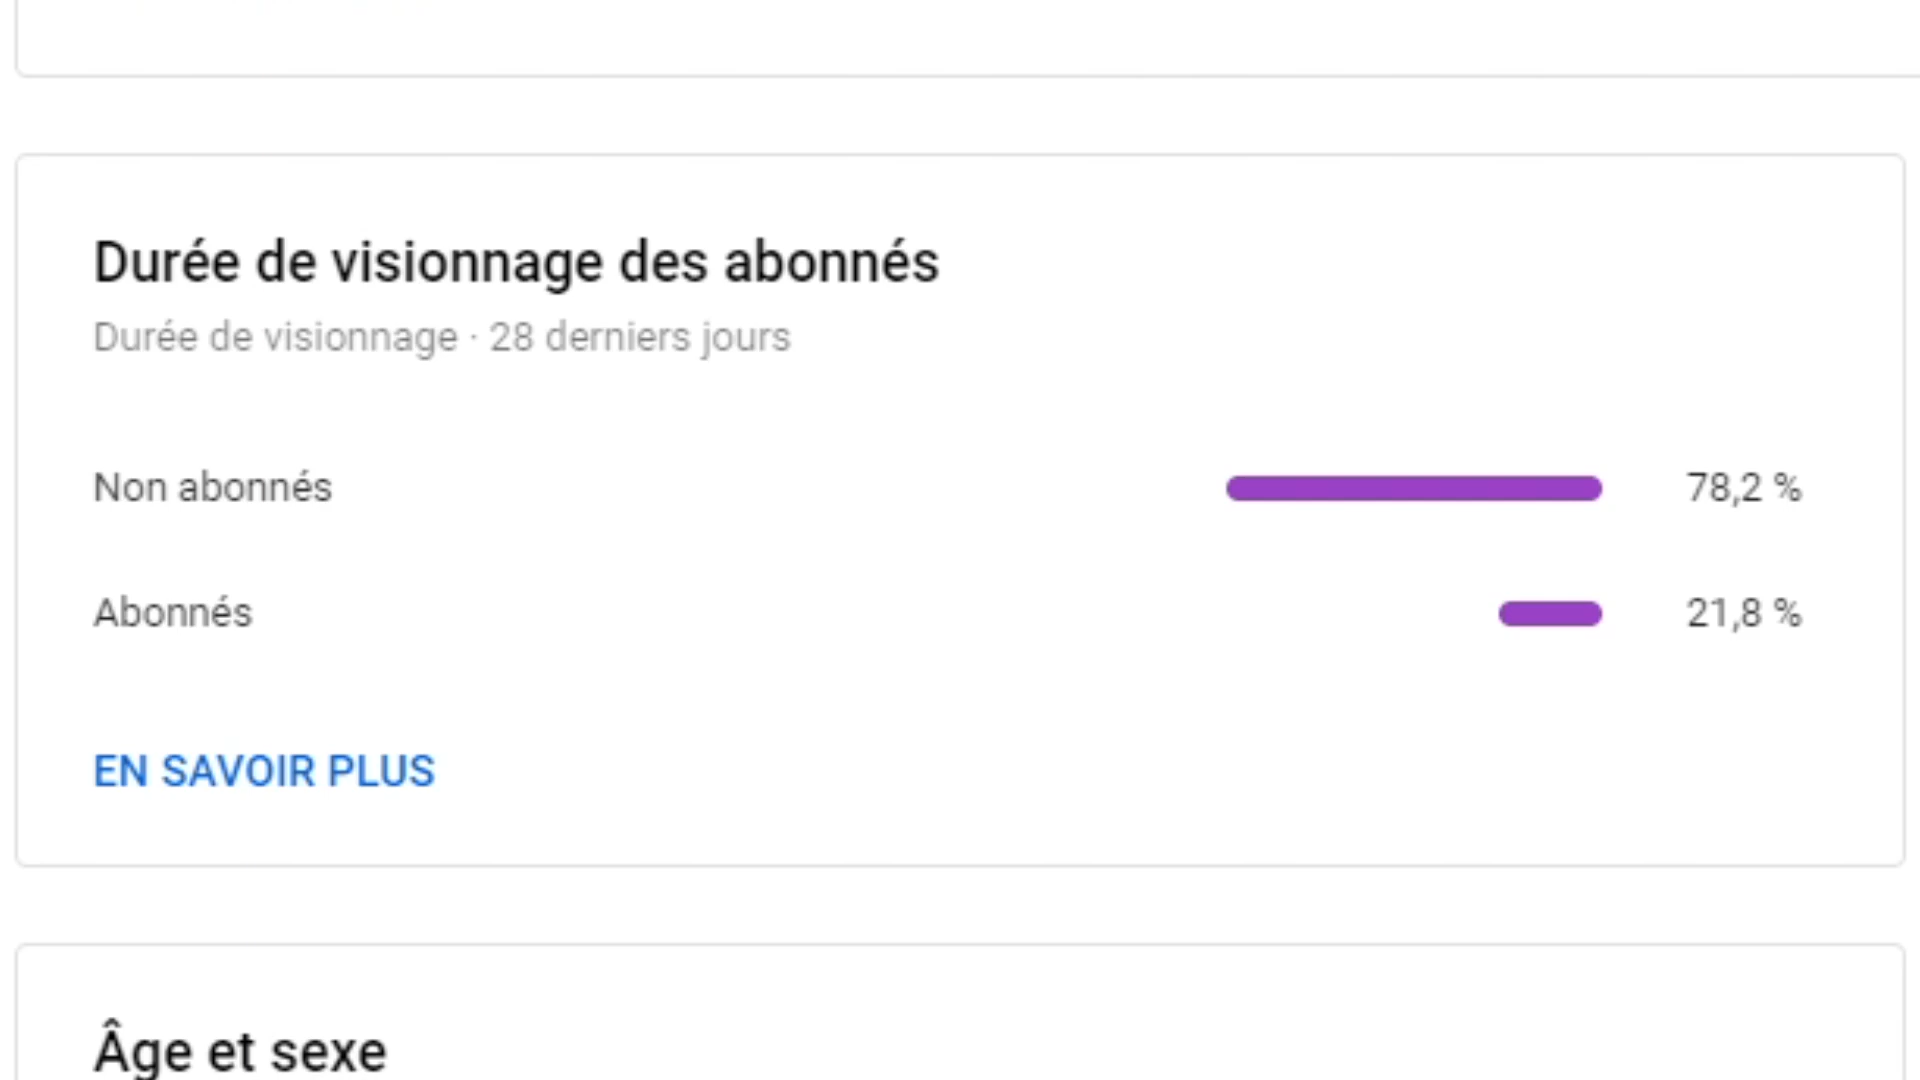 Durée de visionnage des abonnés
Durée de visionnage · 28 derniers jours
Non abonnés 78,2 %
Abonnés 21,8 %
EN SAVOIR PLUS
Âge et sexe